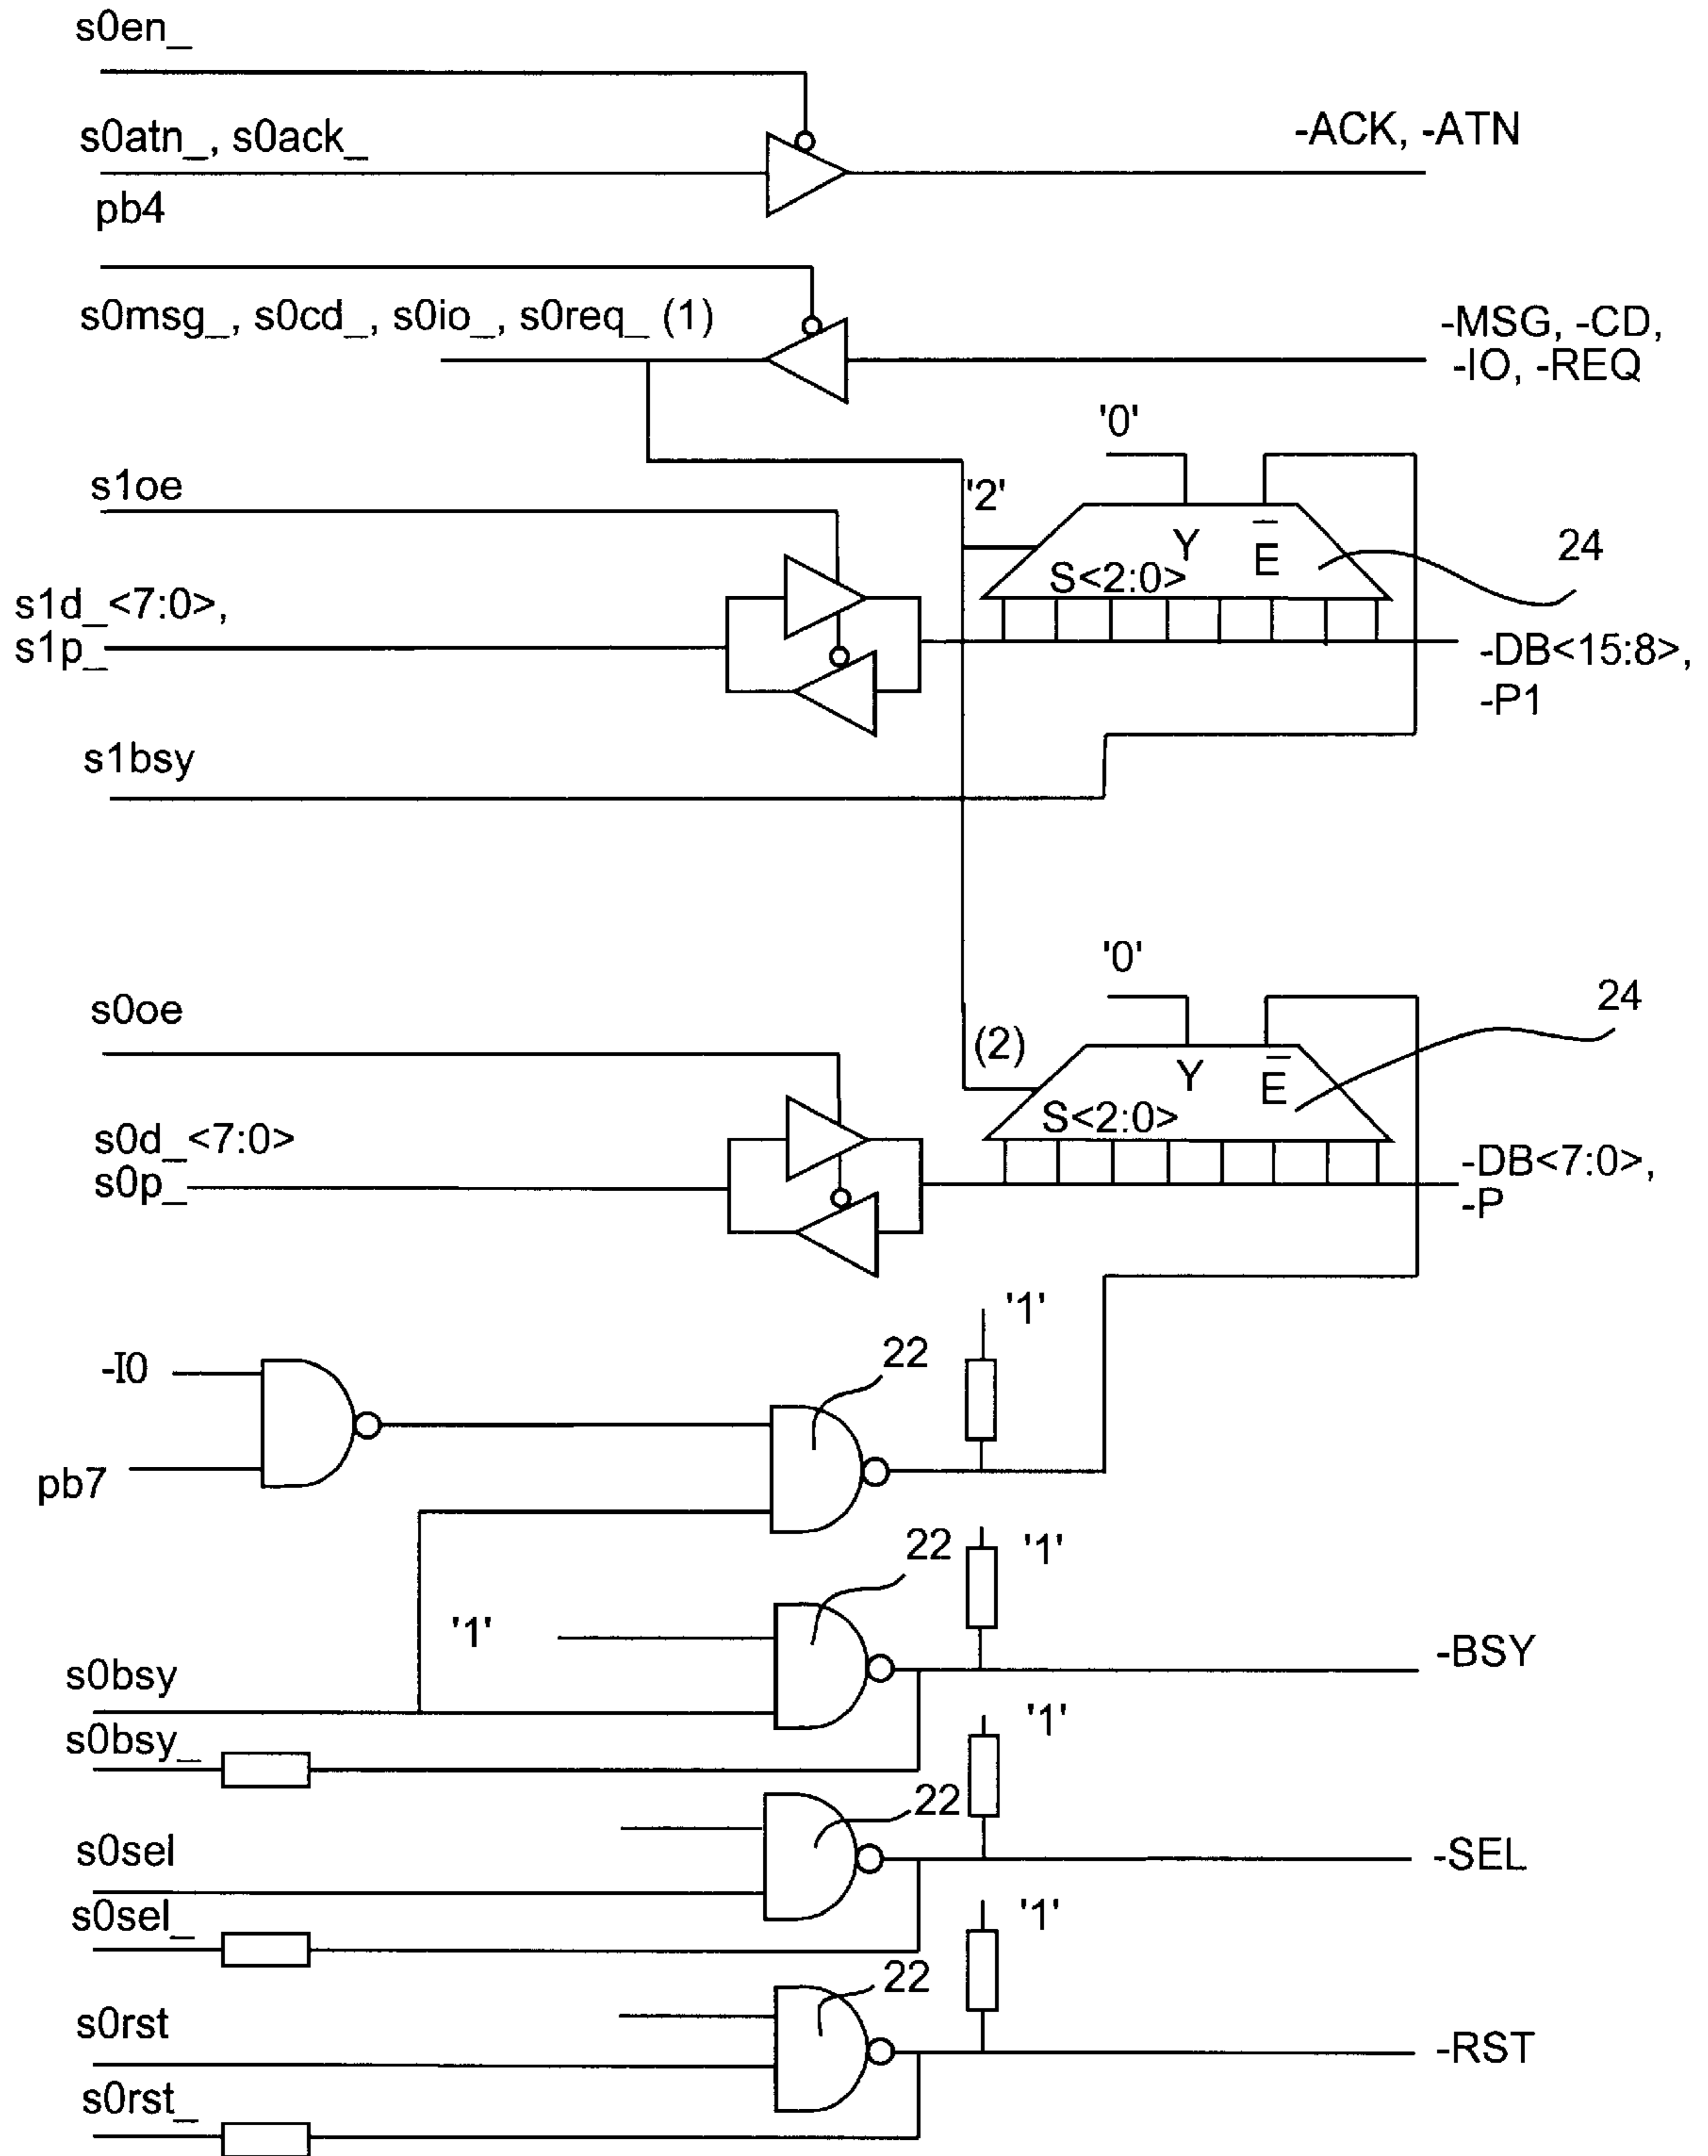 s0en_
s0atn_, s0ack_
-ACK, -ATN
pb4
s0msg_, s0cd_, s0io_, s0req_ (1)
-MSG, -CD,
-IO, -REQ
'0'
s1oe
'2'
Y
E
S<2:0>
24
s1d_<7:0>,
s1p_
-DB<15:8>,
-P1
s1bsy
'0'
s0oe
24
(2)
Y
E
S<2:0>
s0d_<7:0>
s0p_
-DB<7:0>,
-P
'1'
-I0
22
pb7
22
'1'
'1'
-BSY
s0bsy
s0bsy_
'1'
22
s0sel
-SEL
s0sel_
'1'
22
s0rst
-RST
s0rst_